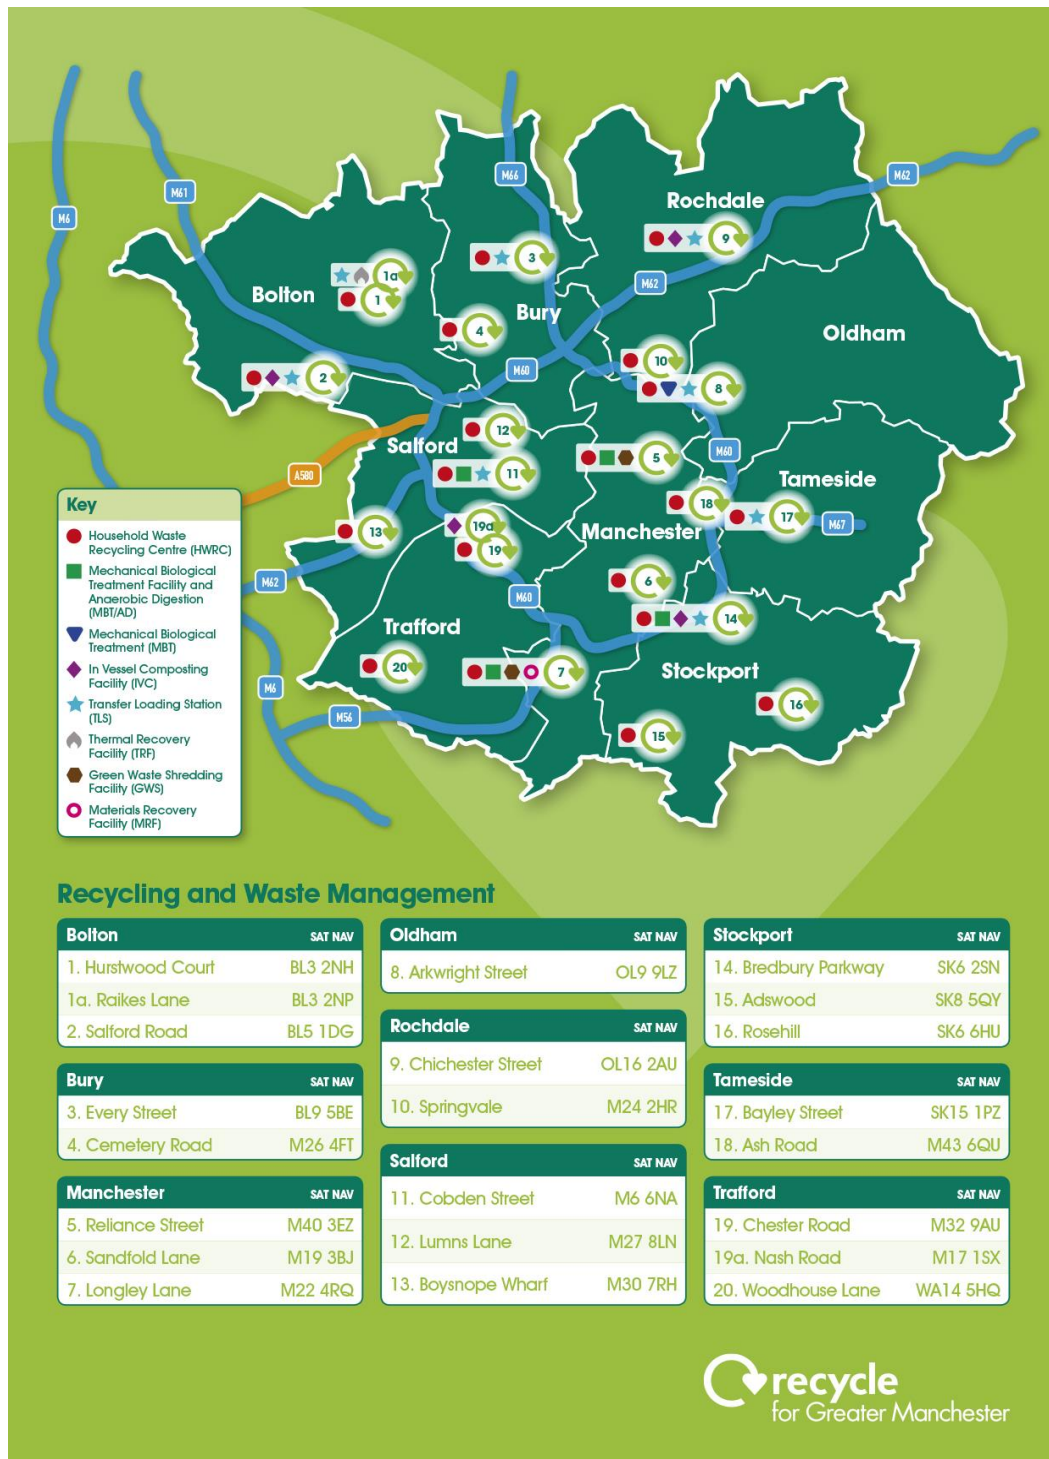 M6
M61
M66
M62
Rochdale
9
1a
3
Bolton
1
M62
Bury
4
Oldham
10
M60
2
8
12
Salford
M60
5
A580
11
Tameside
18
17
M67
19a
13
Manchester
19
6
M62
M60
14
Trafford
20
7
Stockport
M6
16
M56
15
Key
Household Waste
Recycling Centre (HWRC)
Mechanical Biological
Treatment Facility and
Anaerobic Digestion
(MBT/AD)
Mechanical Biological
Treatment (MBT)
In Vessel Composting
Facility (IVC)
Transfer Loading Station
(TLS)
Thermal Recovery
Facility (TRF)
Green Waste Shredding
Facility (GWS)
Materials Recovery
Facility (MRF)
Recycling and Waste Management
Bolton SAT NAV
1. Hurstwood Court BL3 2NH
1a. Raikes Lane BL3 2NP
2. Salford Road BL5 1DG
Bury SAT NAV
3. Every Street BL9 5BE
4. Cemetery Road M26 4FT
Manchester SAT NAV
5. Reliance Street M40 3EZ
6. Sandfold Lane M19 3BJ
7. Longley Lane M22 4RQ
Oldham SAT NAV
8. Arkwright Street OL9 9LZ
Rochdale SAT NAV
9. Chichester Street OL16 2AU
10. Springvale M24 2HR
Salford SAT NAV
11. Cobden Street M6 6NA
12. Lumns Lane M27 8LN
13. Boysnope Wharf M30 7RH
Stockport SAT NAV
14. Bredbury Parkway SK6 2SN
15. Adswood SK8 5QY
16. Rosehill SK6 6HU
Tameside SAT NAV
17. Bayley Street SK15 1PZ
18. Ash Road M43 6QU
Trafford SAT NAV
19. Chester Road M32 9AU
19a. Nash Road M17 1SX
20. Woodhouse Lane WA14 5HQ
recycle
for Greater Manchester